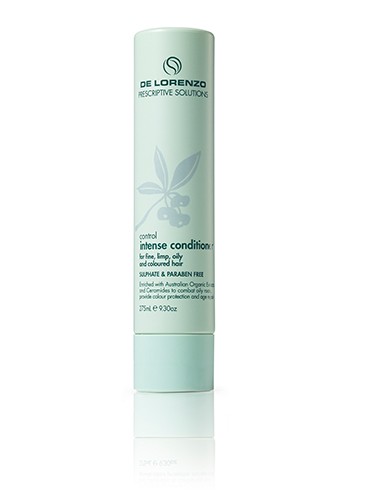 DE LORENZO
PRESCRIPTIVE SOLUTIONS
control
intense conditioner
for fine, limp, oily
and coloured hair
SULPHATE & PARABEN FREE
Enriched with Australian Organic
and Ceramides to combat oily
provide colour protection and
275mL e 9.30oz